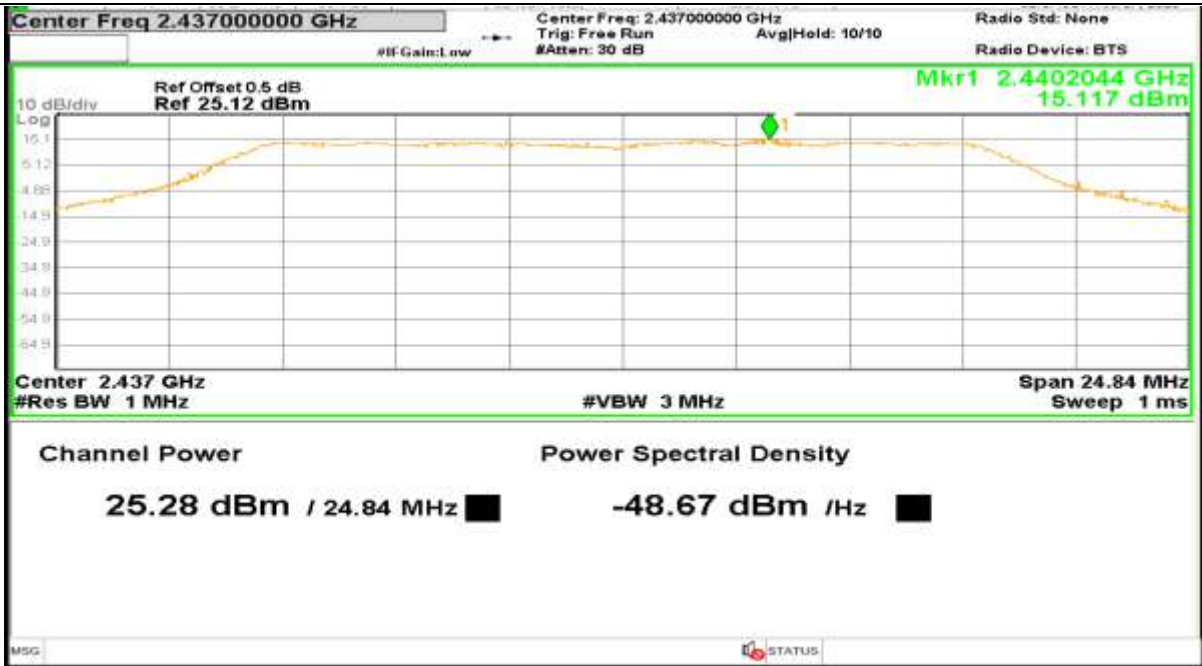 Center Freq 2.437000000 GHz
Center Freq: 2.437000000 GHz
Radio Std: None
Trig: Free Run Avg|Hold: 10/10
#IFGain:Low #Atten: 30 dB Radio Device: BTS
Mkr1 2.4402044 GHz
15.117 dBm
Ref Offset 0.5 dB
10 dB/div Ref 25.12 dBm
Log
15.1
5.12
-4.88
-14.9
-24.9
-34.9
-44.9
-54.9
-64.9
1
Center 2.437 GHz Span 24.84 MHz
#Res BW 1 MHz #VBW 3 MHz Sweep 1 ms
Channel Power Power Spectral Density
25.28 dBm / 24.84 MHz -48.67 dBm /Hz
MSG STATUS